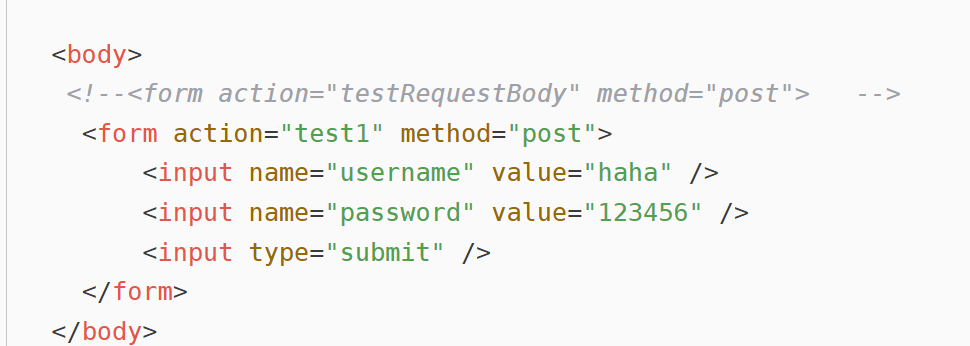 <body>
<!--<form action="testRequestBody" method="post">   -->
<form action="test1" method="post">
<input name="username" value="haha" />
<input name="password" value="123456" />
<input type="submit" />
</form>
</body>